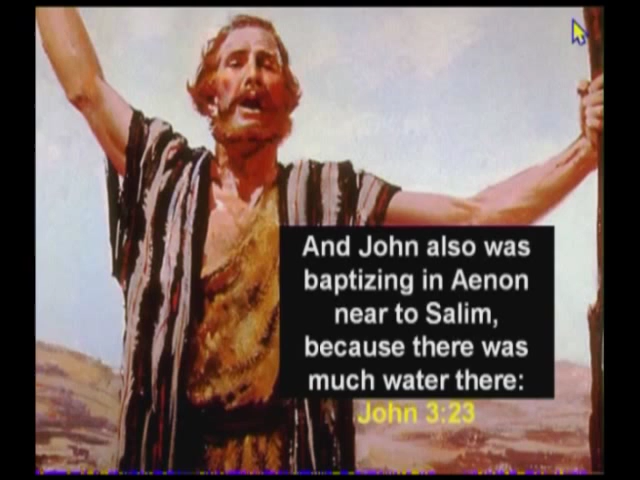 And John also was
baptizing in Aenon
near to Salim,
because there was
much water there:
John 3:23